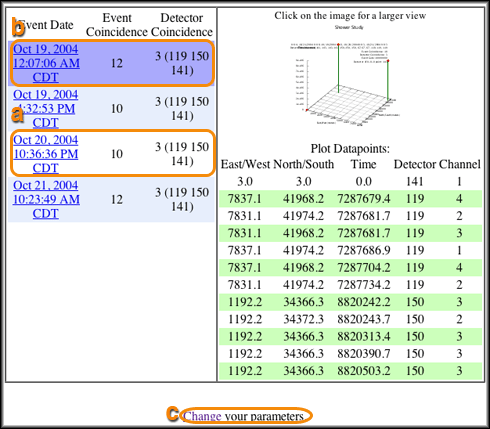 b
Event Date Event Coincidence Detector Coincidence
Oct 19, 2004 12:07:06 AM CDT 12 3 (119 150 141)
Oct 19, 2004 4:32:53 PM CDT 10 3 (119 150 141)
a
Oct 20, 2004 10:36:36 PM CDT 10 3 (119 150 141)
Oct 21, 2004 10:23:49 AM CDT 12 3 (119 150 141)
Click on the image for a larger view
Shower Study
Plot Datapoints:
East/West North/South Time Detector Channel
3.0 3.0 0.0 141 1
7837.1 41968.2 7287679.4 119 4
7831.1 41974.2 7287681.7 119 2
7831.1 41968.2 7287681.7 119 3
7837.1 41974.2 7287686.9 119 1
7837.1 41968.2 7287704.2 119 4
7831.1 41974.2 7287734.2 119 2
1192.2 34366.3 8820242.2 150 3
1192.2 34372.3 8820243.7 150 2
1192.2 34366.3 8820313.4 150 3
1192.2 34366.3 8820390.7 150 3
1192.2 34366.3 8820503.2 150 3
c Change your parameters